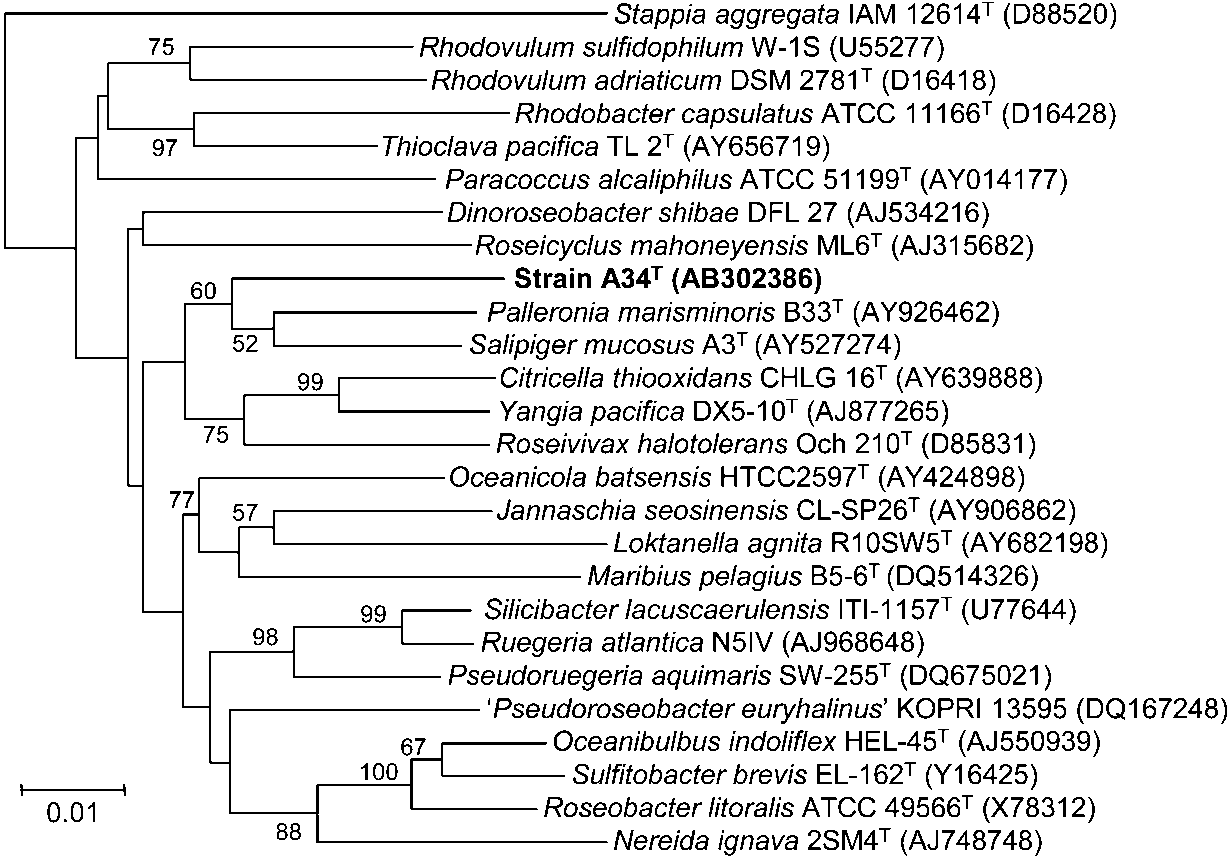 Stappia aggregata IAM 12614ᵀ (D88520)
75
Rhodovulum sulfidophilum W-1S (U55277)
Rhodovulum adriaticum DSM 2781ᵀ (D16418)
Rhodobacter capsulatus ATCC 11166ᵀ (D16428)
97
Thioclava pacifica TL 2ᵀ (AY656719)
Paracoccus alcaliphilus ATCC 51199ᵀ (AY014177)
Dinoroseobacter shibae DFL 27 (AJ534216)
Roseicyclus mahoneyensis ML6ᵀ (AJ315682)
Strain A34ᵀ (AB302386)
60
Palleronia marisminoris B33ᵀ (AY926462)
52
Salipiger mucosus A3ᵀ (AY527274)
99
Citricella thiooxidans CHLG 16ᵀ (AY639888)
Yangia pacifica DX5-10ᵀ (AJ877265)
75
Roseivivax halotolerans Och 210ᵀ (D85831)
Oceanicola batsensis HTCC2597ᵀ (AY424898)
77
57
Jannaschia seosinensis CL-SP26ᵀ (AY906862)
Loktanella agnita R10SW5ᵀ (AY682198)
Maribius pelagius B5-6ᵀ (DQ514326)
99
Silicibacter lacuscaerulensis ITI-1157ᵀ (U77644)
98
Ruegeria atlantica N5IV (AJ968648)
Pseudoruegeria aquimaris SW-255ᵀ (DQ675021)
‘Pseudoroseobacter euryhalinus’ KOPRI 13595 (DQ167248)
67
Oceanibulbus indoliflex HEL-45ᵀ (AJ550939)
100
Sulfitobacter brevis EL-162ᵀ (Y16425)
Roseobacter litoralis ATCC 49566ᵀ (X78312)
88
Nereida ignava 2SM4ᵀ (AJ748748)
0.01